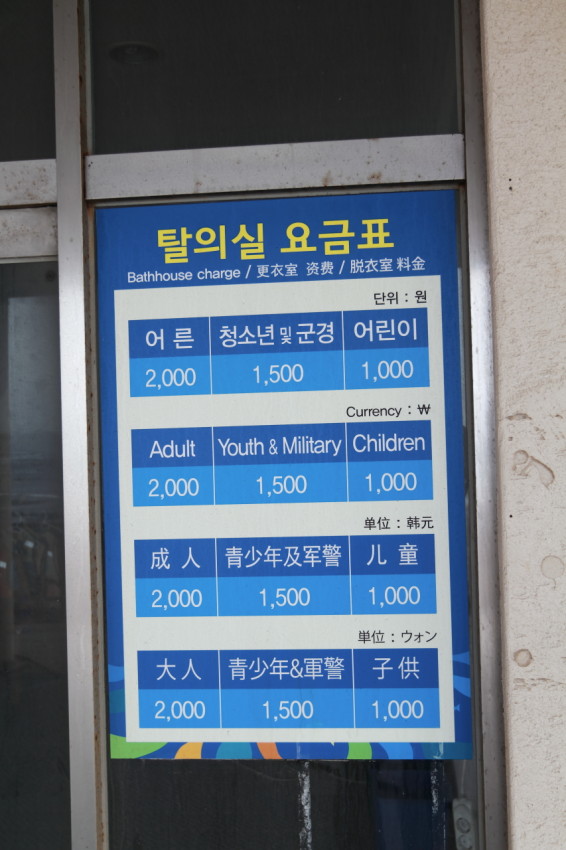 탈의실 요금표
Bathhouse charge / 更衣室 资费 / 脱衣室 料金
단위 : 원
어 른 청소년 및 군경 어린이
2,000 1,500 1,000
Currency : ₩
Adult Youth & Military Children
2,000 1,500 1,000
单位 : 韩元
成 人 青少年及军警 儿 童
2,000 1,500 1,000
単位 : ウォン
大人 青少年&軍警 子供
2,000 1,500 1,000